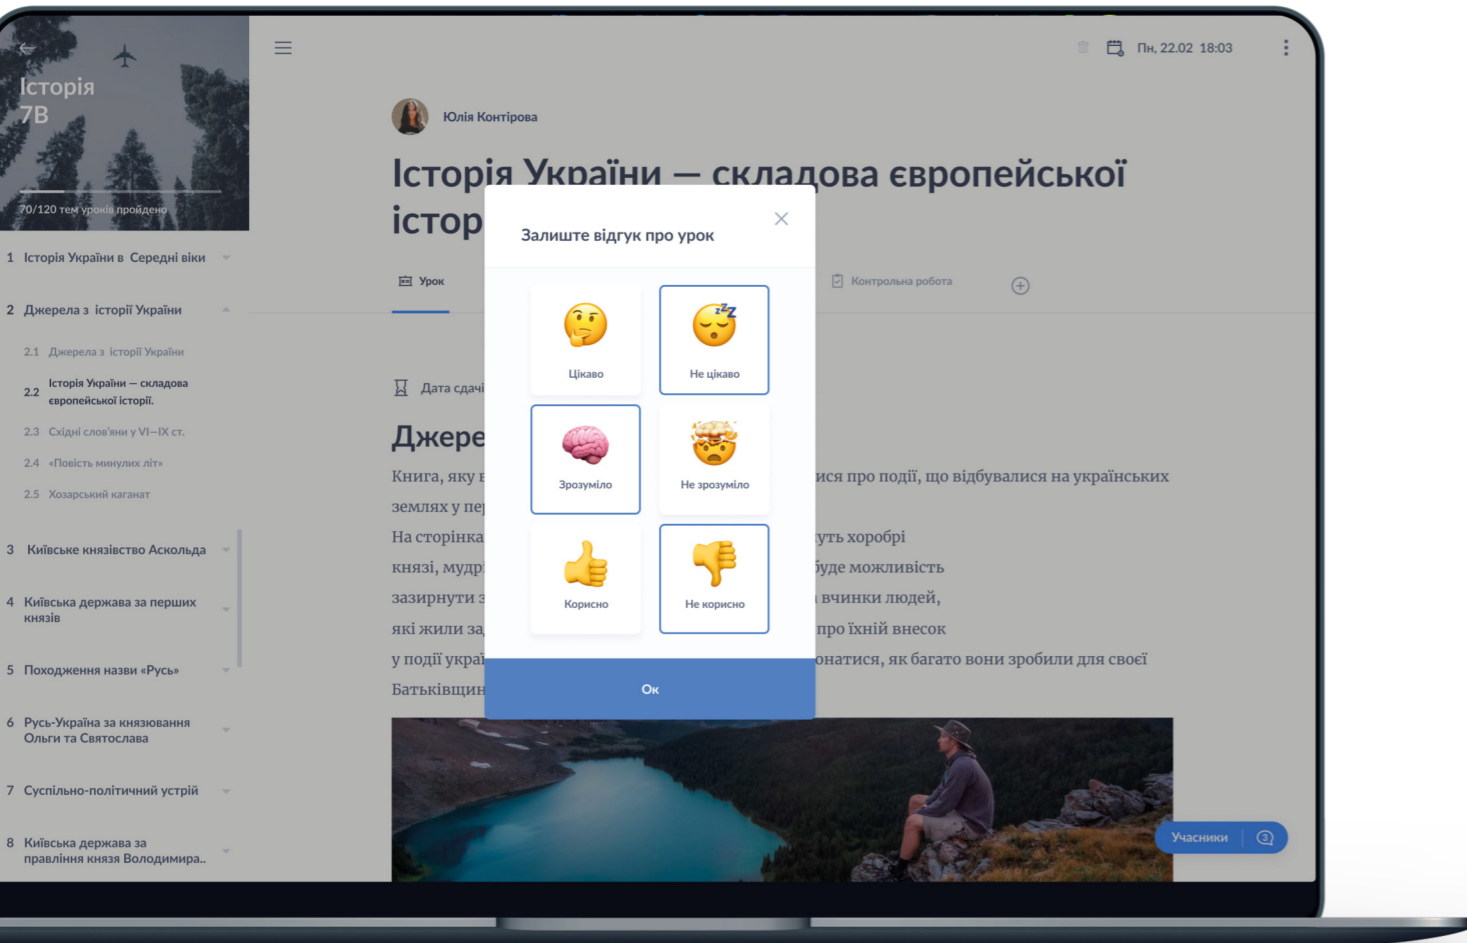 Історія
7В
70/120 тем уроків пройдено
1 Історія України в Середні віки
2 Джерела з історії України
2.1 Джерела з історії України
2.2 Історія України — складова
європейської історії.
2.3 Східні слов'яни у VI—IX ст.
2.4 «Повість минулих літ»
2.5 Хозарський каганат
3 Київське князівство Аскольда
4 Київська держава за перших
князів
5 Походження назви «Русь»
6 Русь-Україна за князювання
Ольги та Святослава
7 Суспільно-політичний устрій
8 Київська держава за
правління князя Володимира..
Пн, 22.02 18:03
Юлія Контірова
Історія України — складова європейської
істор
Урок
Контрольна робота
Дата сдачі
Джере
Книга, яку ися про події, що відбувалися на українських
землях у пе
На сторінка уть хоробрі
князі, мудр буде можливість
зазирнути з вчинки людей,
які жили за про їхній внесок
у події украї онатися, як багато вони зробили для своєї
Батьківщин
Залиште відгук про урок
Цікаво
zZZ
Не цікаво
Зрозуміло
Не зрозуміло
Корисно
Не корисно
Ок
Учасники 3